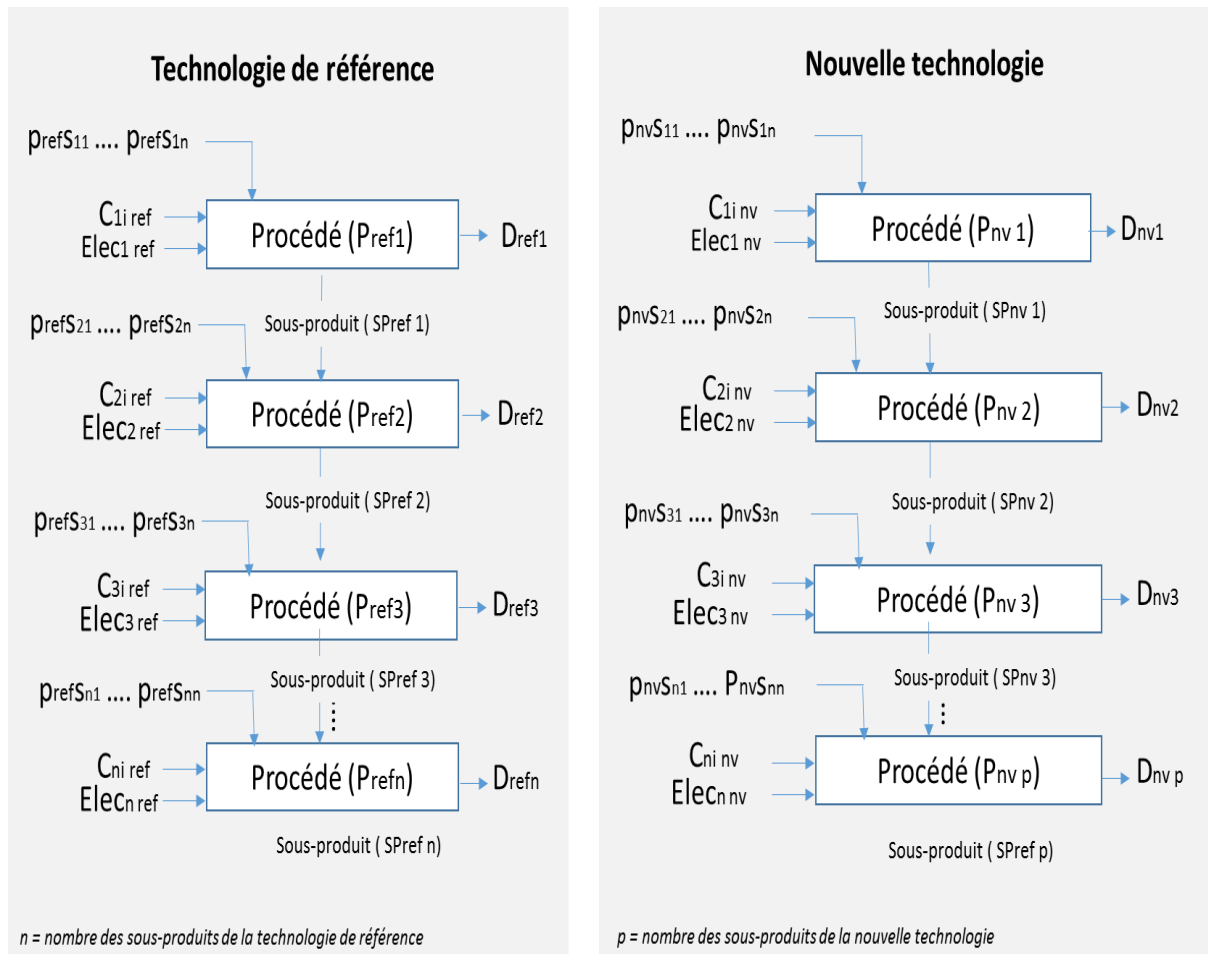 Technologie de référence
prefs11 .... prefs1n
C1i ref
Elec1 ref
Procédé (Pref1)
Dref1
Sous-produit ( SPref 1)
prefs21 .... prefs2n
C2i ref
Elec2 ref
Procédé (Pref2)
Dref2
Sous-produit ( SPref 2)
prefs31 .... prefs3n
C3i ref
Elec3 ref
Procédé (Pref3)
Dref3
Sous-produit ( SPref 3)
prefsn1 .... prefsnn
⋮
Cni ref
Elecn ref
Procédé (Prefn)
Drefn
Sous-produit ( SPref n)
n = nombre des sous-produits de la technologie de référence
Nouvelle technologie
pnvs11 .... pnvs1n
C1i nv
Elec1 nv
Procédé (Pnv 1)
Dnv1
Sous-produit ( SPnv 1)
pnvs21 .... pnvs2n
C2i nv
Elec2 nv
Procédé (Pnv 2)
Dnv2
Sous-produit ( SPnv 2)
pnvs31 .... pnvs3n
C3i nv
Elec3 nv
Procédé (Pnv 3)
Dnv3
Sous-produit ( SPnv 3)
pnvsn1 .... Pnvsnn
⋮
Cni nv
Elecn nv
Procédé (Pnv p)
Dnv p
Sous-produit ( SPref p)
p = nombre des sous-produits de la nouvelle technologie